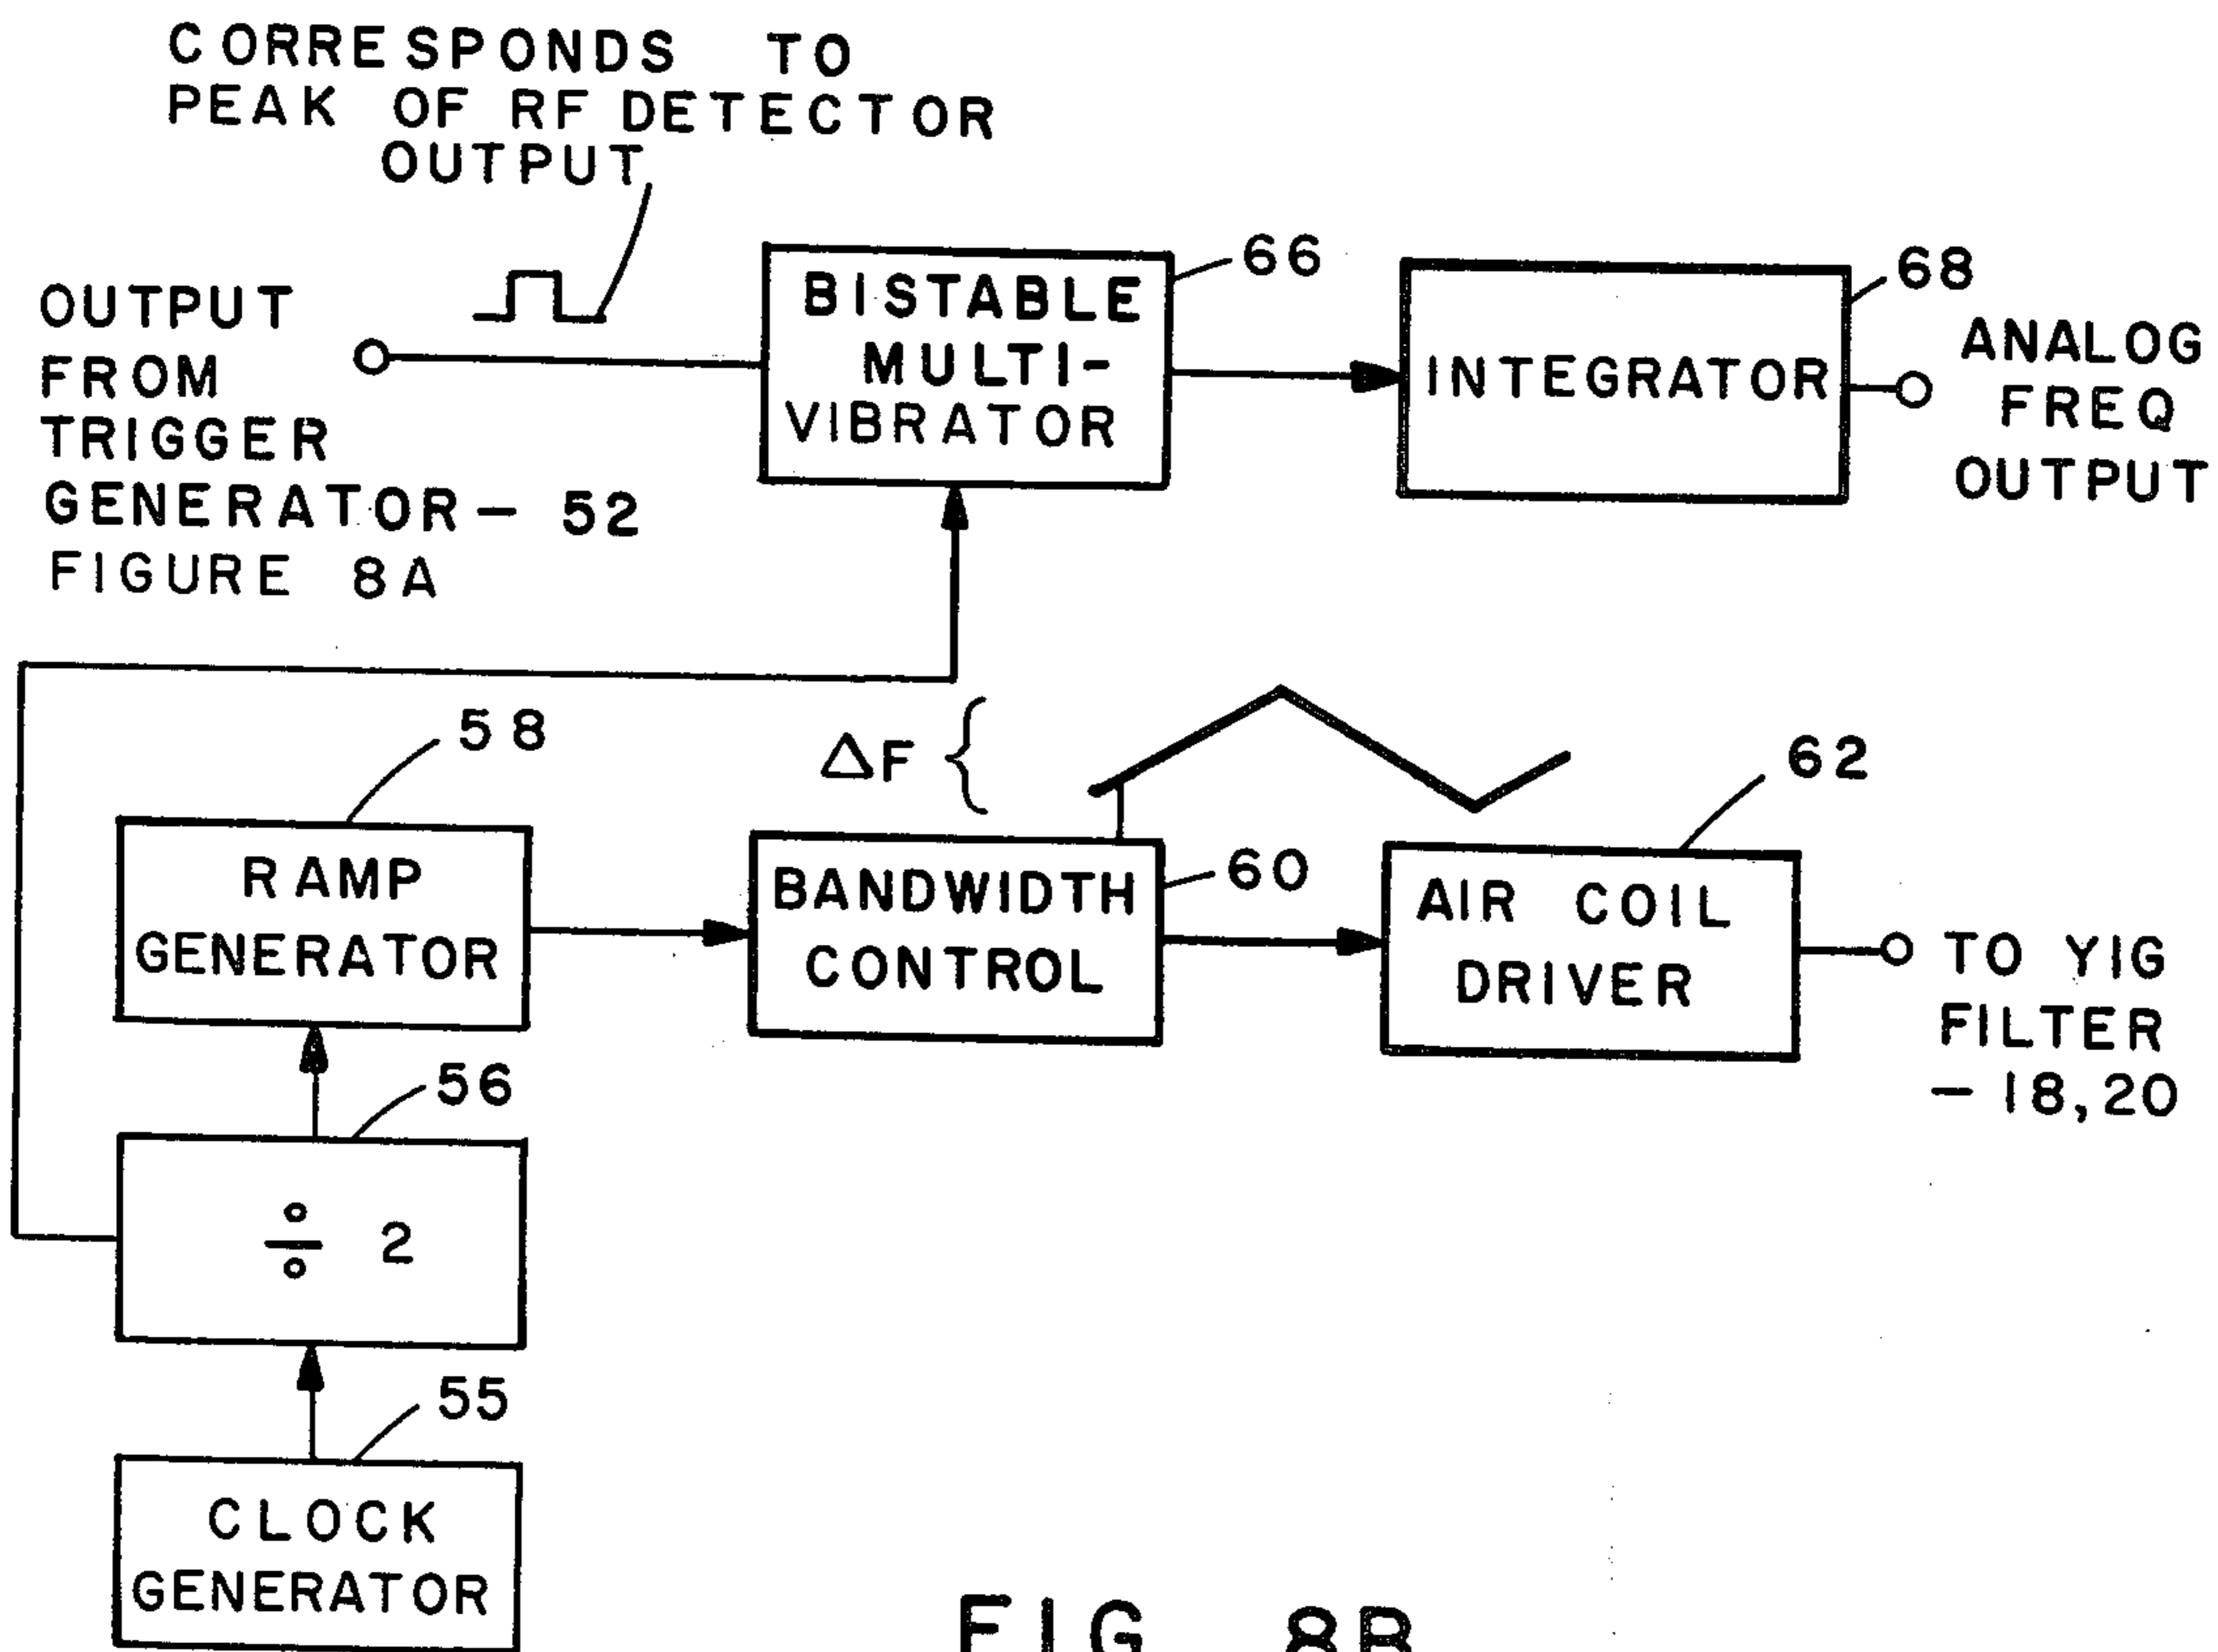 CORRESPONDS TO
PEAK OF RF DETECTOR
OUTPUT
OUTPUT
FROM
TRIGGER
GENERATOR - 52
FIGURE 8A
BISTABLE
MULTI-
VIBRATOR
66
INTEGRATOR
68
ANALOG
FREQ
OUTPUT
58
RAMP
GENERATOR
ΔF {
BANDWIDTH
CONTROL
60
62
AIR COIL
DRIVER
TO YIG
FILTER
- 18,20
56
÷ 2
55
CLOCK
GENERATOR
FIG 8B